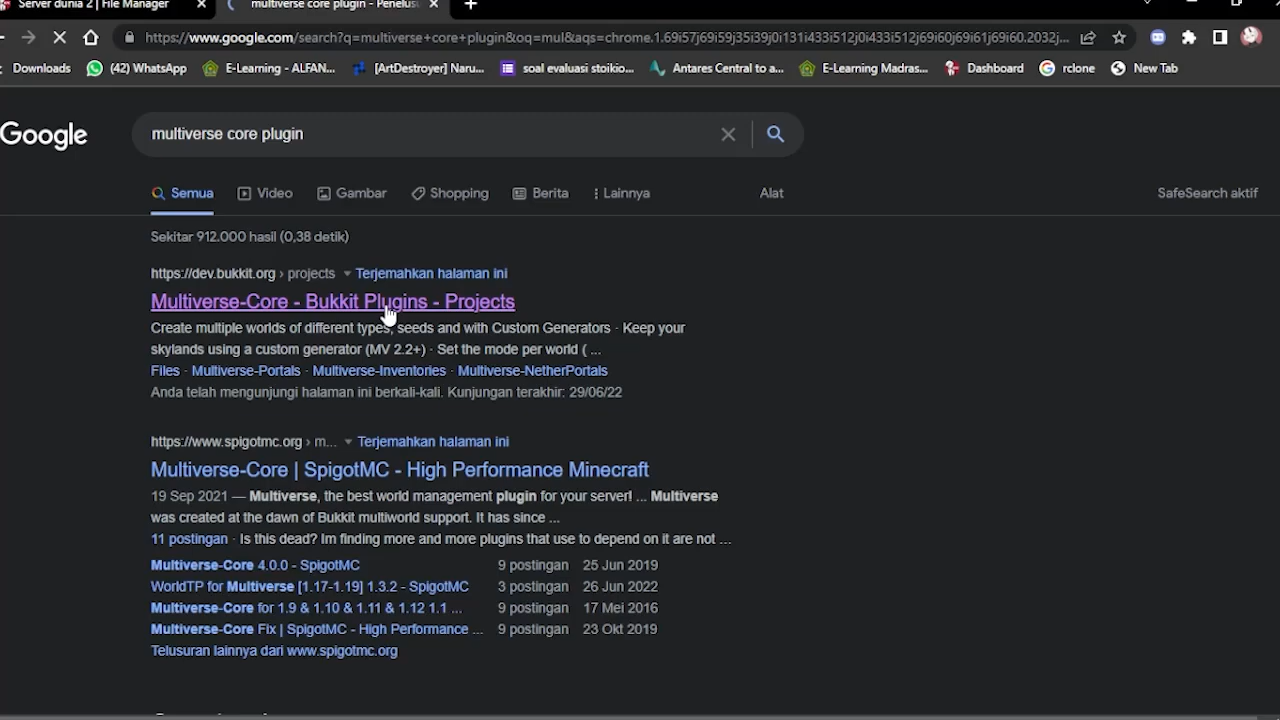 Server dunia 2 | File Manager
multiverse core plugin - Penelus
https://www.google.com/search?q=multiverse+core+plugin&oq=mul&aqs=chrome.1.69i57j69i59j35i39j0i131i433i512j0i433i512j69i60j69i61j69i60.2032j...
Downloads
(42) WhatsApp
E-Learning - ALFAN...
[ArtDestroyer] Naru...
soal evaluasi stoikio...
Antares Central to a...
E-Learning Madras...
Dashboard
rclone
New Tab
Google
multiverse core plugin
Semua
Video
Gambar
Shopping
Berita
Lainnya
Alat
SafeSearch aktif
Sekitar 912.000 hasil (0,38 detik)
https://dev.bukkit.org › projects Terjemahkan halaman ini
Multiverse-Core - Bukkit Plugins - Projects
Create multiple worlds of different types, seeds and with Custom Generators · Keep your
skylands using a custom generator (MV 2.2+) · Set the mode per world ( ...
Files · Multiverse-Portals · Multiverse-Inventories · Multiverse-NetherPortals
Anda telah mengunjungi halaman ini berkali-kali. Kunjungan terakhir: 29/06/22
https://www.spigotmc.org › m... Terjemahkan halaman ini
Multiverse-Core | SpigotMC - High Performance Minecraft
19 Sep 2021 — Multiverse, the best world management plugin for your server! ... Multiverse
was created at the dawn of Bukkit multiworld support. It has since ...
11 postingan · Is this dead? Im finding more and more plugins that use to depend on it are not ...
Multiverse-Core 4.0.0 - SpigotMC 9 postingan 25 Jun 2019
WorldTP for Multiverse [1.17-1.19] 1.3.2 - SpigotMC 3 postingan 26 Jun 2022
Multiverse-Core for 1.9 & 1.10 & 1.11 & 1.12 1.1 ... 9 postingan 17 Mei 2016
Multiverse-Core Fix | SpigotMC - High Performance ... 9 postingan 23 Okt 2019
Telusuran lainnya dari www.spigotmc.org